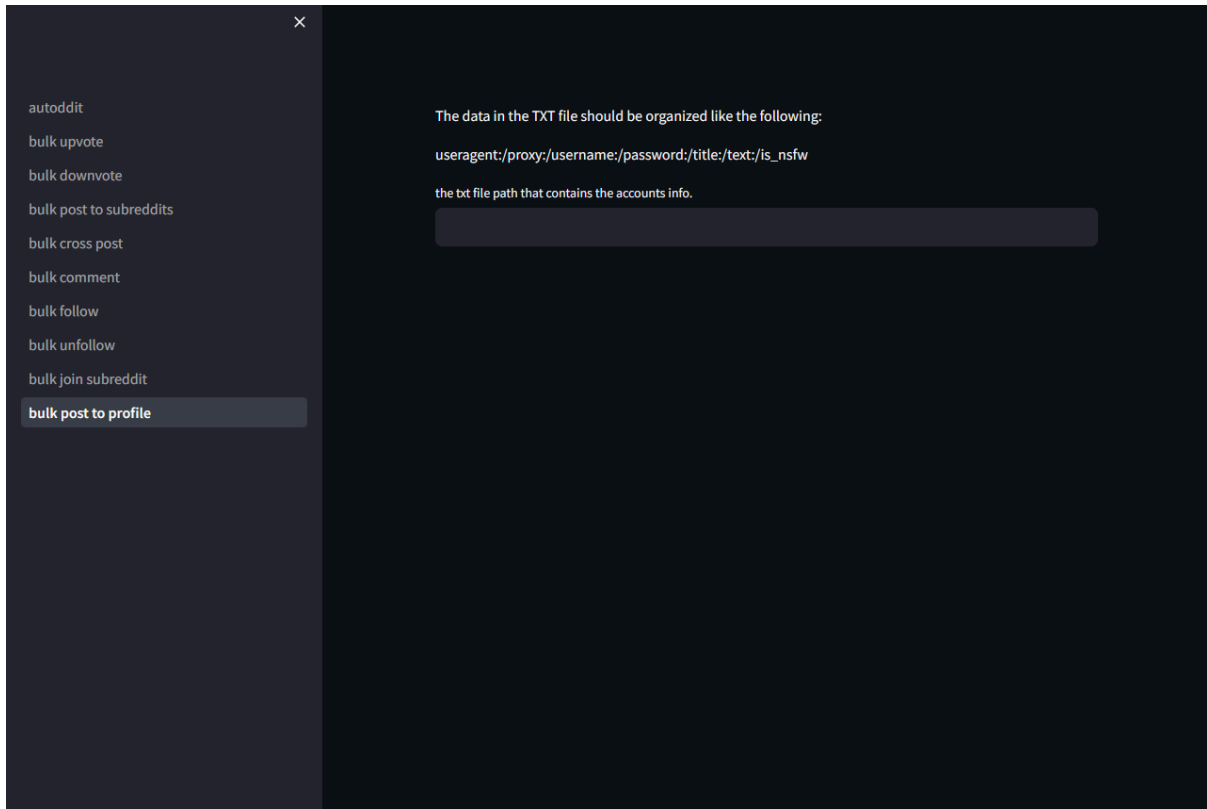 autoddit
bulk upvote
bulk downvote
bulk post to subreddits
bulk cross post
bulk comment
bulk follow
bulk unfollow
bulk join subreddit
bulk post to profile
The data in the TXT file should be organized like the following:
useragent:/proxy:/username:/password:/title:/text:/is_nsfw
the txt file path that contains the accounts info.